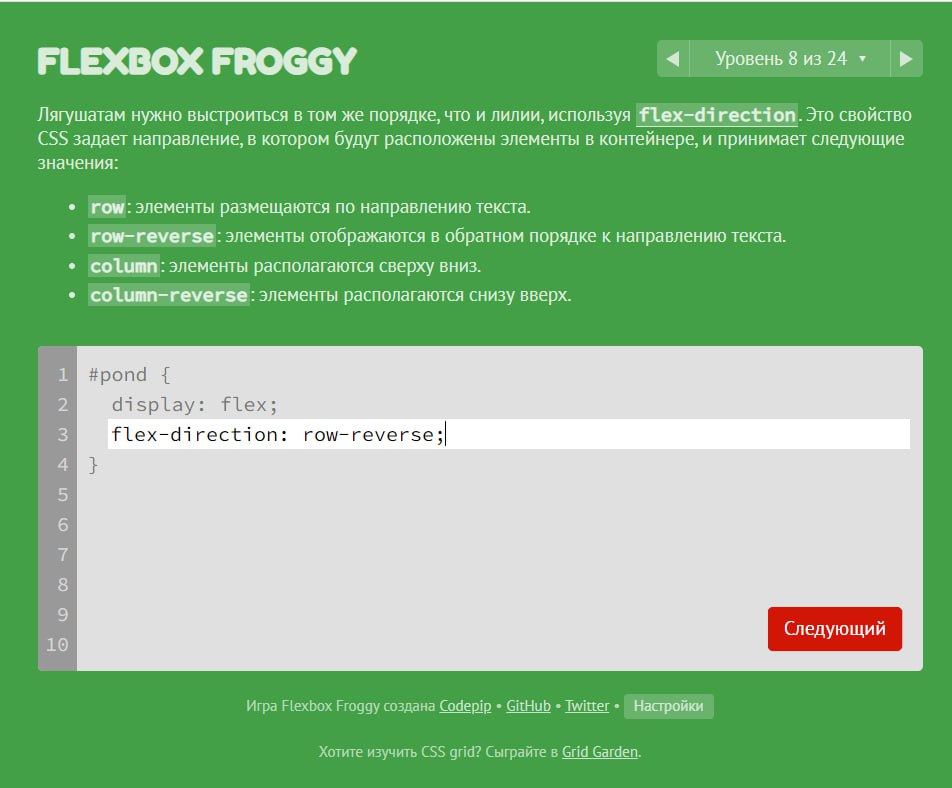 FLEXBOX FROGGY
◀ Уровень 8 из 24 ▾ ▶
Лягушатам нужно выстроиться в том же порядке, что и лилии, используя flex-direction. Это свойство
CSS задает направление, в котором будут расположены элементы в контейнере, и принимает следующие
значения:
• row: элементы размещаются по направлению текста.
• row-reverse: элементы отображаются в обратном порядке к направлению текста.
• column: элементы располагаются сверху вниз.
• column-reverse: элементы располагаются снизу вверх.
1 #pond {
2 display: flex;
3 flex-direction: row-reverse;
4 }
5
6
7
8
9
10
Следующий
Игра Flexbox Froggy создана Codepip • GitHub • Twitter • Настройки
Хотите изучить CSS grid? Сыграйте в Grid Garden.